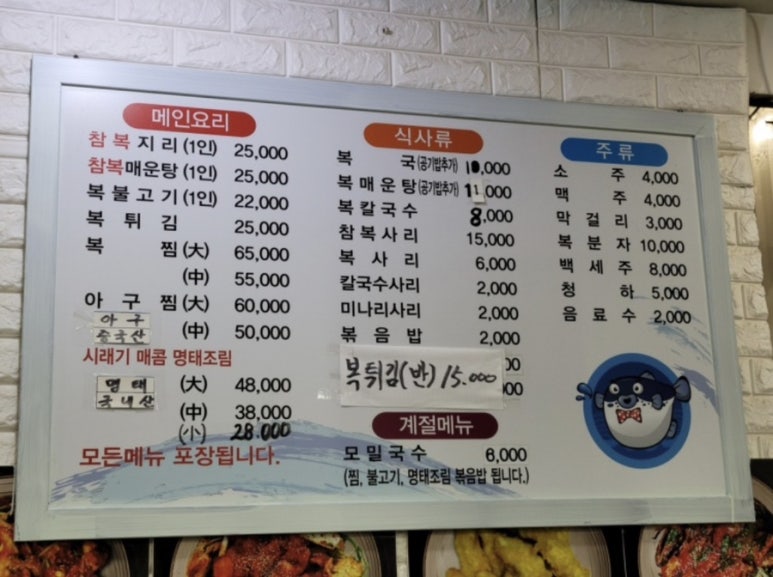 메인요리
참복지리 (1인) 25,000
참복매운탕 (1인) 25,000
복불고기 (1인) 22,000
복튀김 25,000
복찜 (大) 65,000
(中) 55,000
아구찜 (大) 60,000
아구 중국산 (中) 50,000
시래기 매콤 명태조림
명태 국내산 (大) 48,000
(中) 38,000
(小) 28.000
모든메뉴 포장됩니다.
식사류
복국 (공기밥추가) 10,000
복매운탕 (공기밥추가) 11,000
복칼국수 8,000
참복사리 15,000
복사리 6,000
칼국수사리 2,000
미나리사리 2,000
볶음밥 2,000
복튀김(반) 15.000
계절메뉴
모밀국수 6,000
(찜, 불고기, 명태조림 볶음밥 됩니다.)
주류
소주 4,000
맥주 4,000
막걸리 3,000
복분자 10,000
백세주 8,000
청하 5,000
음료수 2,000